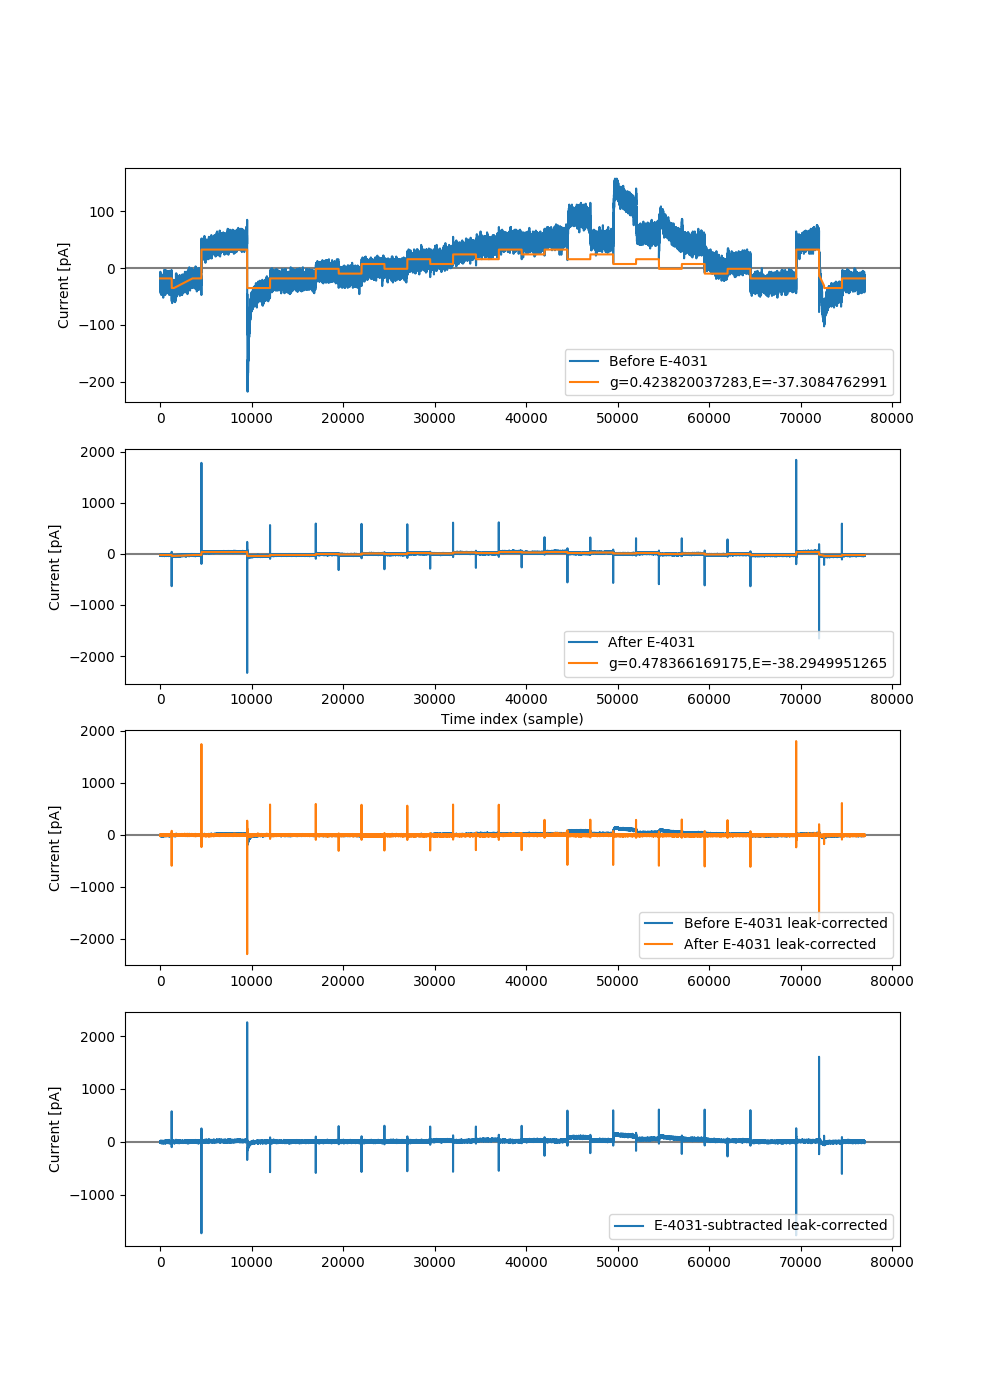 100
0
−100
−200
Current [pA]
Before E-4031
g=0.423820037283,E=-37.3084762991
0 10000 20000 30000 40000 50000 60000 70000 80000
2000
1000
0
−1000
−2000
Current [pA]
After E-4031
g=0.478366169175,E=-38.2949951265
0 10000 20000 30000 40000 50000 60000 70000 80000
Time index (sample)
2000
1000
0
−1000
−2000
Current [pA]
Before E-4031 leak-corrected
After E-4031 leak-corrected
0 10000 20000 30000 40000 50000 60000 70000 80000
2000
1000
0
−1000
Current [pA]
E-4031-subtracted leak-corrected
0 10000 20000 30000 40000 50000 60000 70000 80000